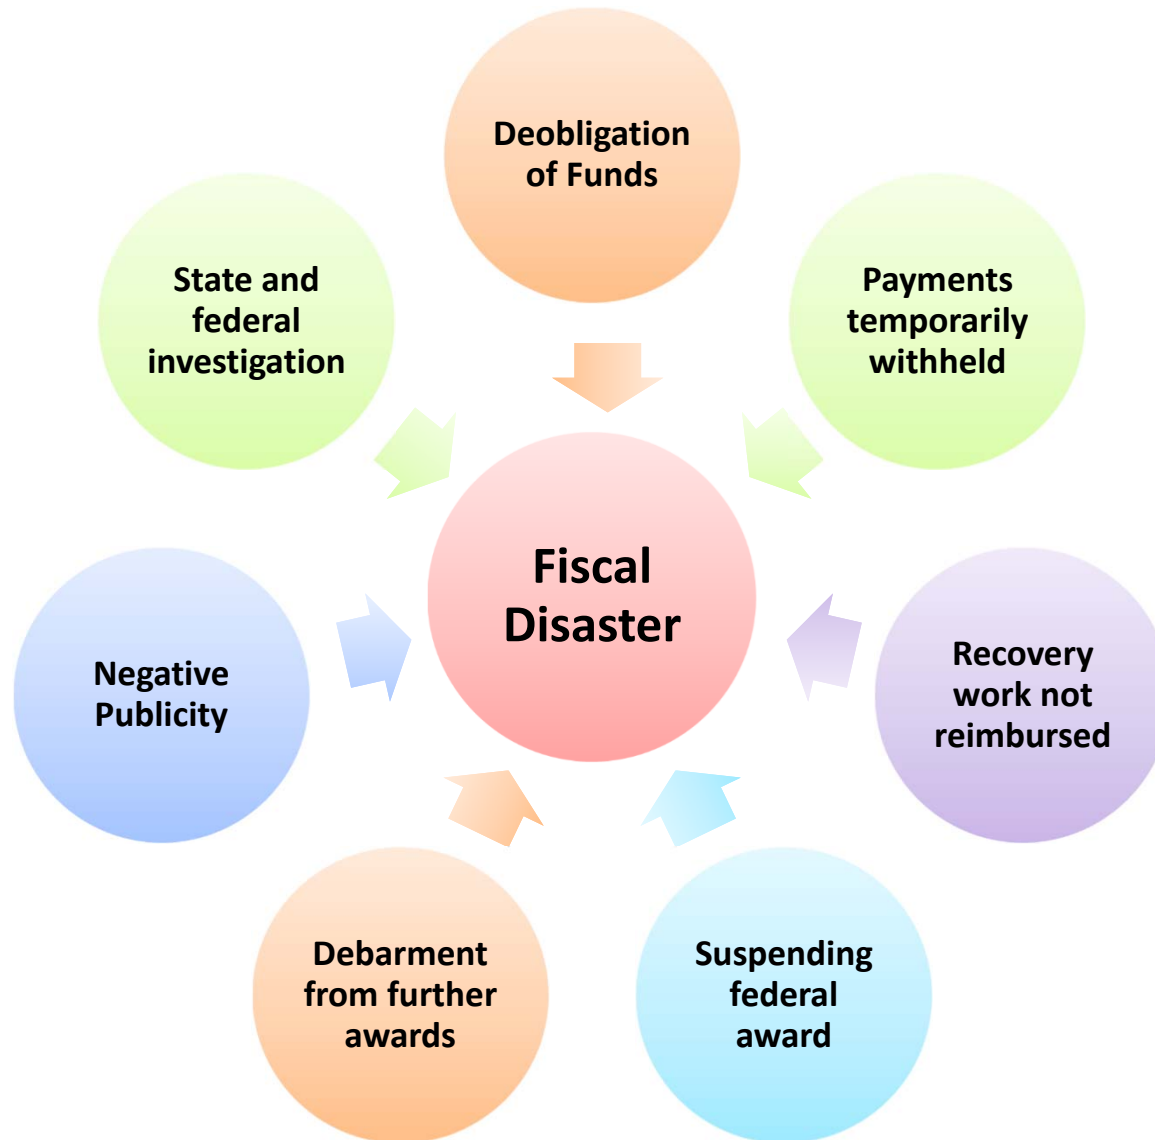 Deobligation
of Funds
State and
federal
investigation
Payments
temporarily
withheld
Fiscal
Disaster
Negative
Publicity
Recovery
work not
reimbursed
Debarment
from further
awards
Suspending
federal
award